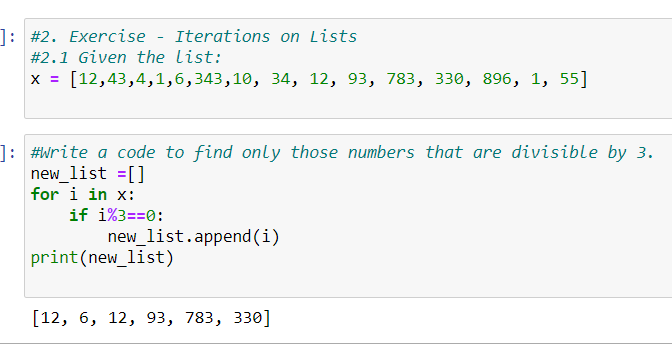 ]: #2. Exercise - Iterations on Lists
#2.1 Given the list:
x = [12,43,4,1,6,343,10, 34, 12, 93, 783, 330, 896, 1, 55]
]: #Write a code to find only those numbers that are divisible by 3.
new_list =[]
for i in x:
    if i%3==0:
        new_list.append(i)
print(new_list)
[12, 6, 12, 93, 783, 330]